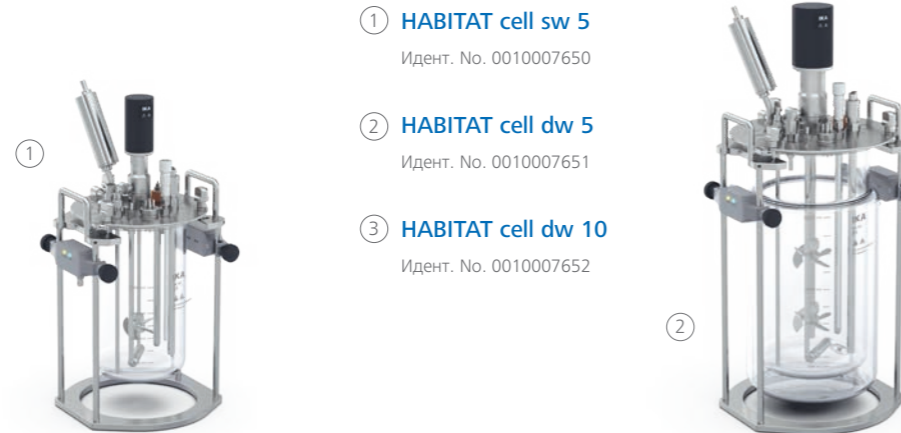 ① HABITAT cell sw 5
Идент. No. 0010007650
② HABITAT cell dw 5
Идент. No. 0010007651
③ HABITAT cell dw 10
Идент. No. 0010007652
①
②